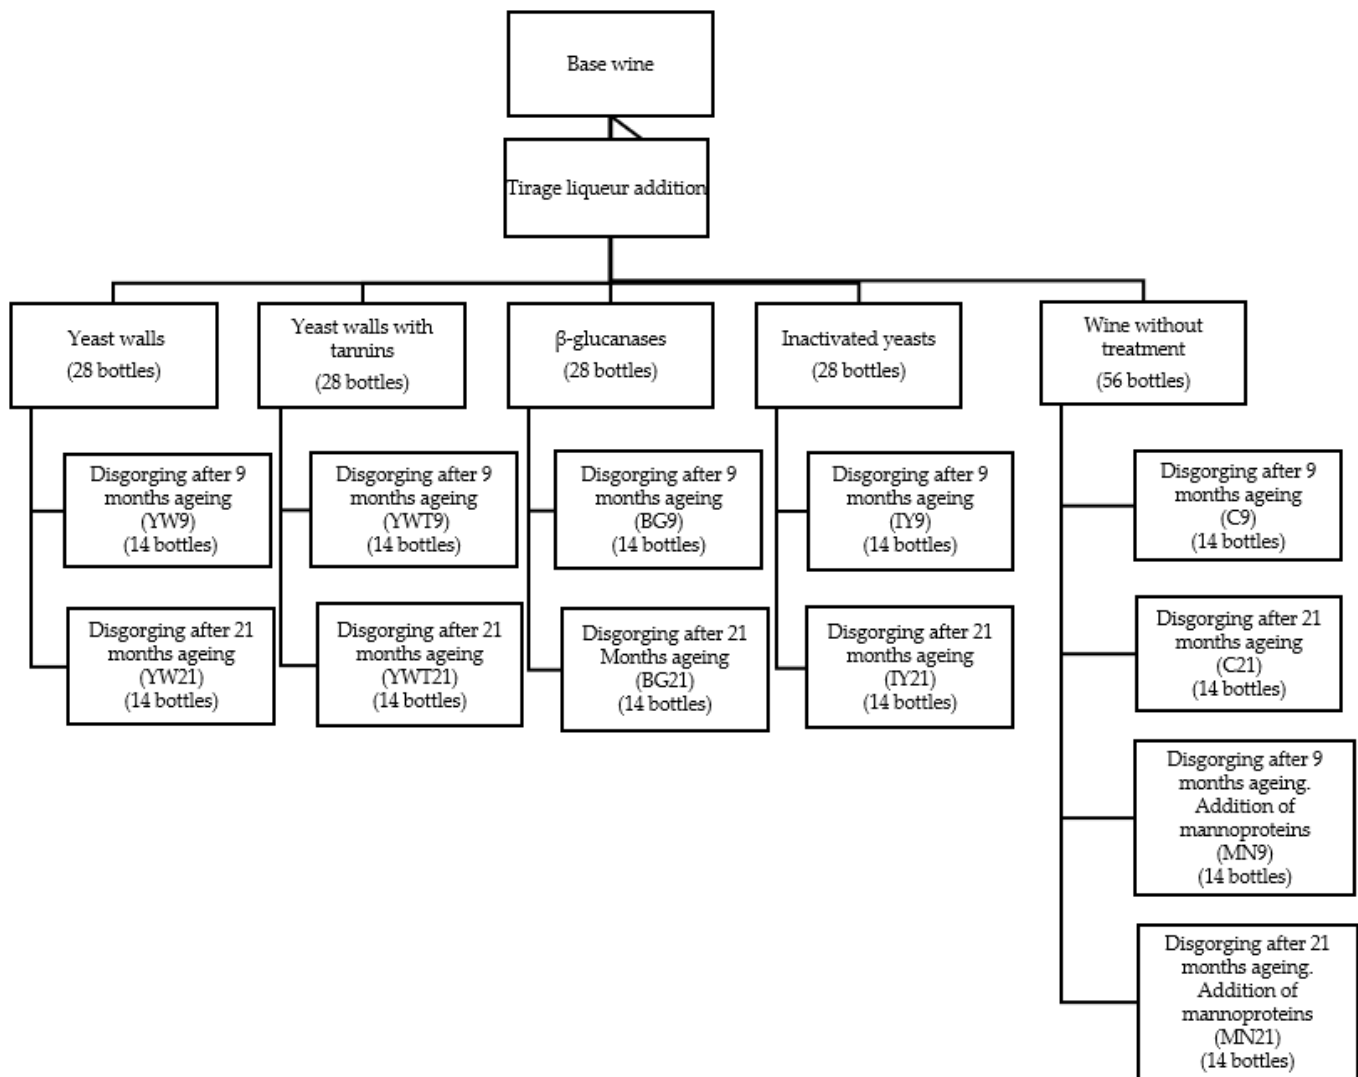 Base wine
Tirage liqueur addition
Yeast walls
(28 bottles)
Yeast walls with
tannins
(28 bottles)
β-glucanases
(28 bottles)
Inactivated yeasts
(28 bottles)
Wine without
treatment
(56 bottles)
Disgorging after 9
months ageing
(YW9)
(14 bottles)
Disgorging after 9
months ageing
(YWT9)
(14 bottles)
Disgorging after 9
months ageing
(BG9)
(14 bottles)
Disgorging after 9
months ageing
(IY9)
(14 bottles)
Disgorging after 9
months ageing
(C9)
(14 bottles)
Disgorging after 21
months ageing
(YW21)
(14 bottles)
Disgorging after 21
months ageing
(YWT21)
(14 bottles)
Disgorging after 21
Months ageing
(BG21)
(14 bottles)
Disgorging after 21
months ageing
(IY21)
(14 bottles)
Disgorging after 21
months ageing
(C21)
(14 bottles)
Disgorging after 9
months ageing.
Addition of
mannoproteins
(MN9)
(14 bottles)
Disgorging after 21
months ageing.
Addition of
mannoproteins
(MN21)
(14 bottles)